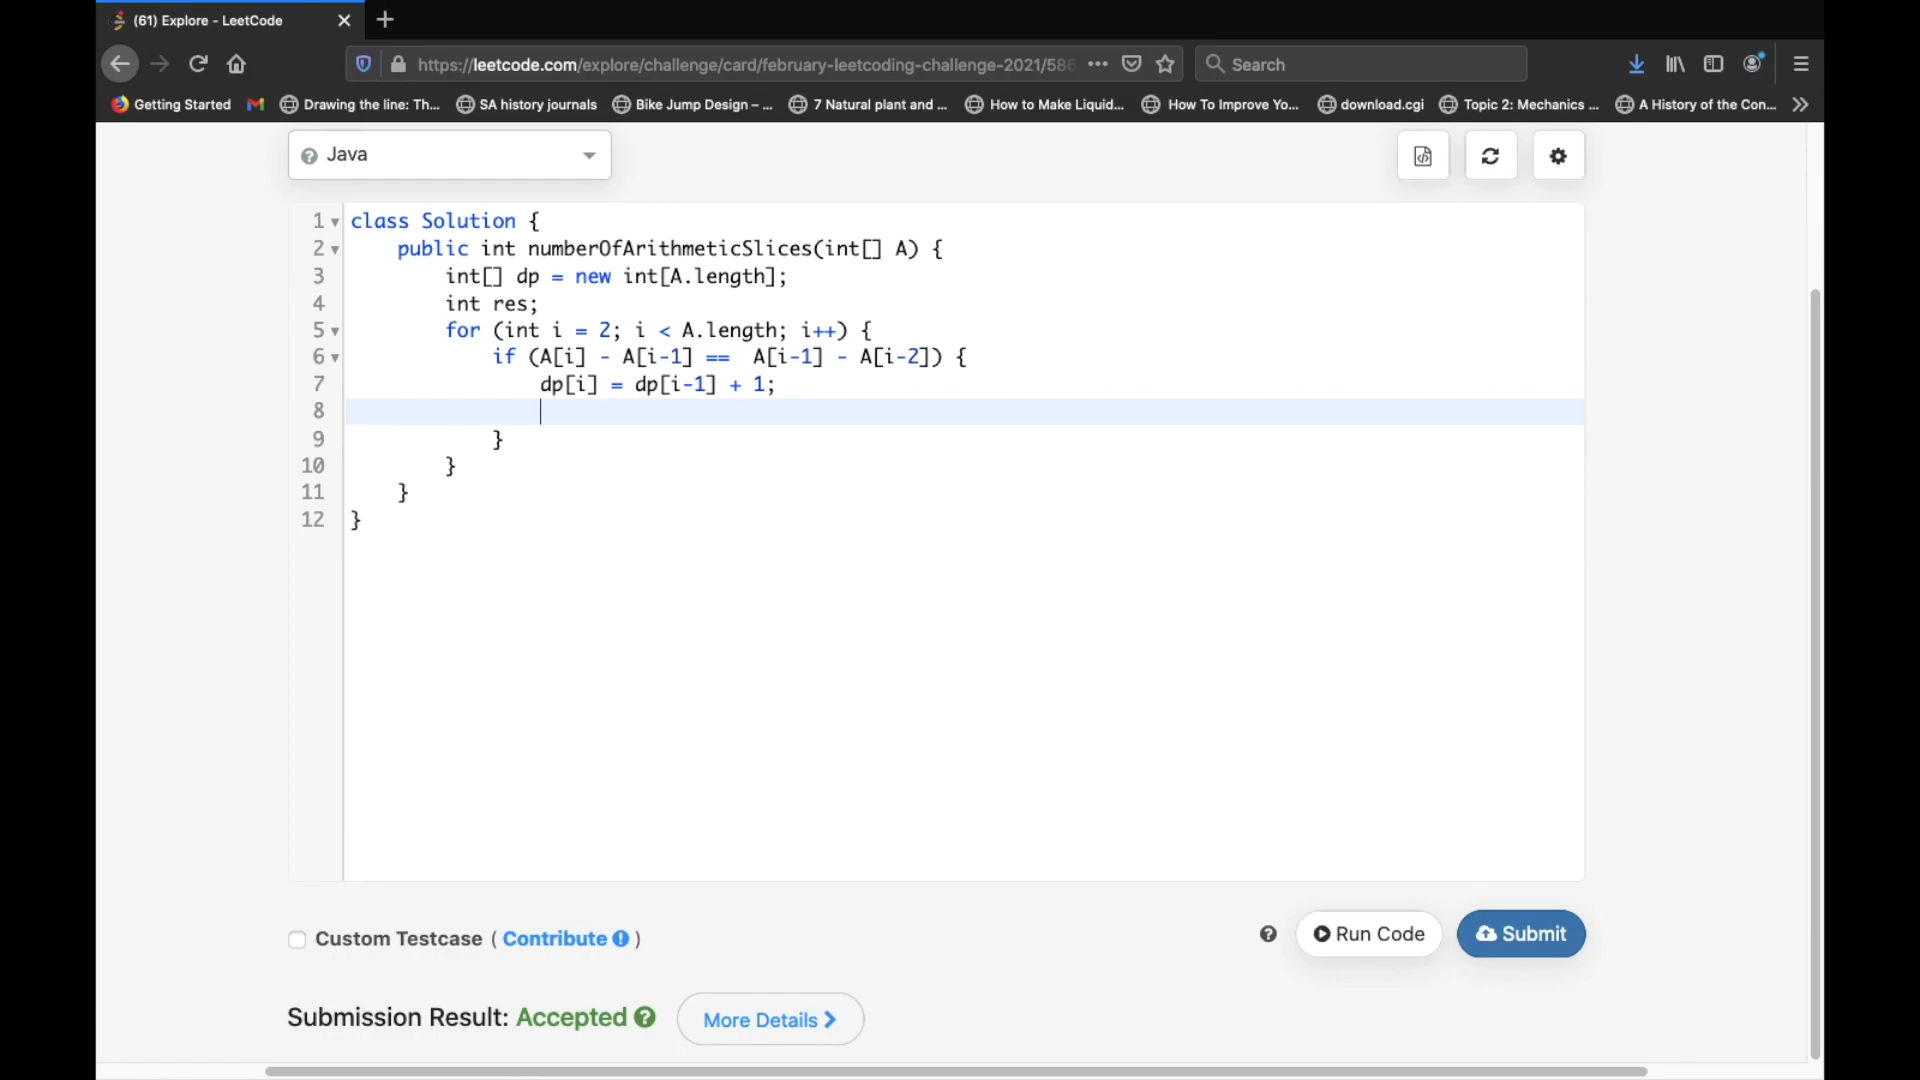 (61) Explore - LeetCode
https://leetcode.com/explore/challenge/card/february-leetcoding-challenge-2021/586
Search
Getting Started
Drawing the line: Th...
SA history journals
Bike Jump Design – ...
7 Natural plant and ...
How to Make Liquid...
How To Improve Yo...
download.cgi
Topic 2: Mechanics ...
A History of the Con...
Java
1 class Solution {
2 public int numberOfArithmeticSlices(int[] A) {
3 int[] dp = new int[A.length];
4 int res;
5 for (int i = 2; i < A.length; i++) {
6 if (A[i] - A[i-1] ==  A[i-1] - A[i-2]) {
7 dp[i] = dp[i-1] + 1;
8
9 }
10 }
11 }
12 }
Custom Testcase ( Contribute )
Run Code
Submit
Submission Result: Accepted
More Details